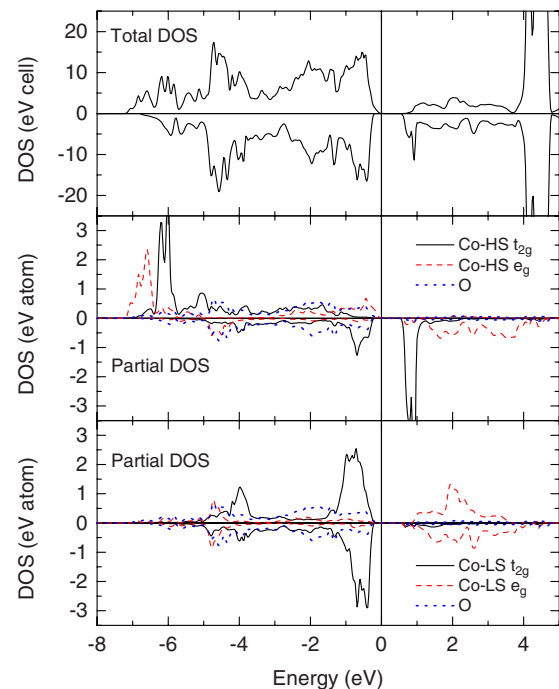 Total DOS
20
10
0
-10
-20
DOS (eV cell)
3
2
1
0
-1
-2
-3
DOS (eV atom)
Co-HS t2g
Co-HS eg
O
Partial DOS
Partial DOS
3
2
1
0
-1
-2
-3
DOS (eV atom)
Co-LS t2g
Co-LS eg
O
-8 -6 -4 -2 0 2 4
Energy (eV)